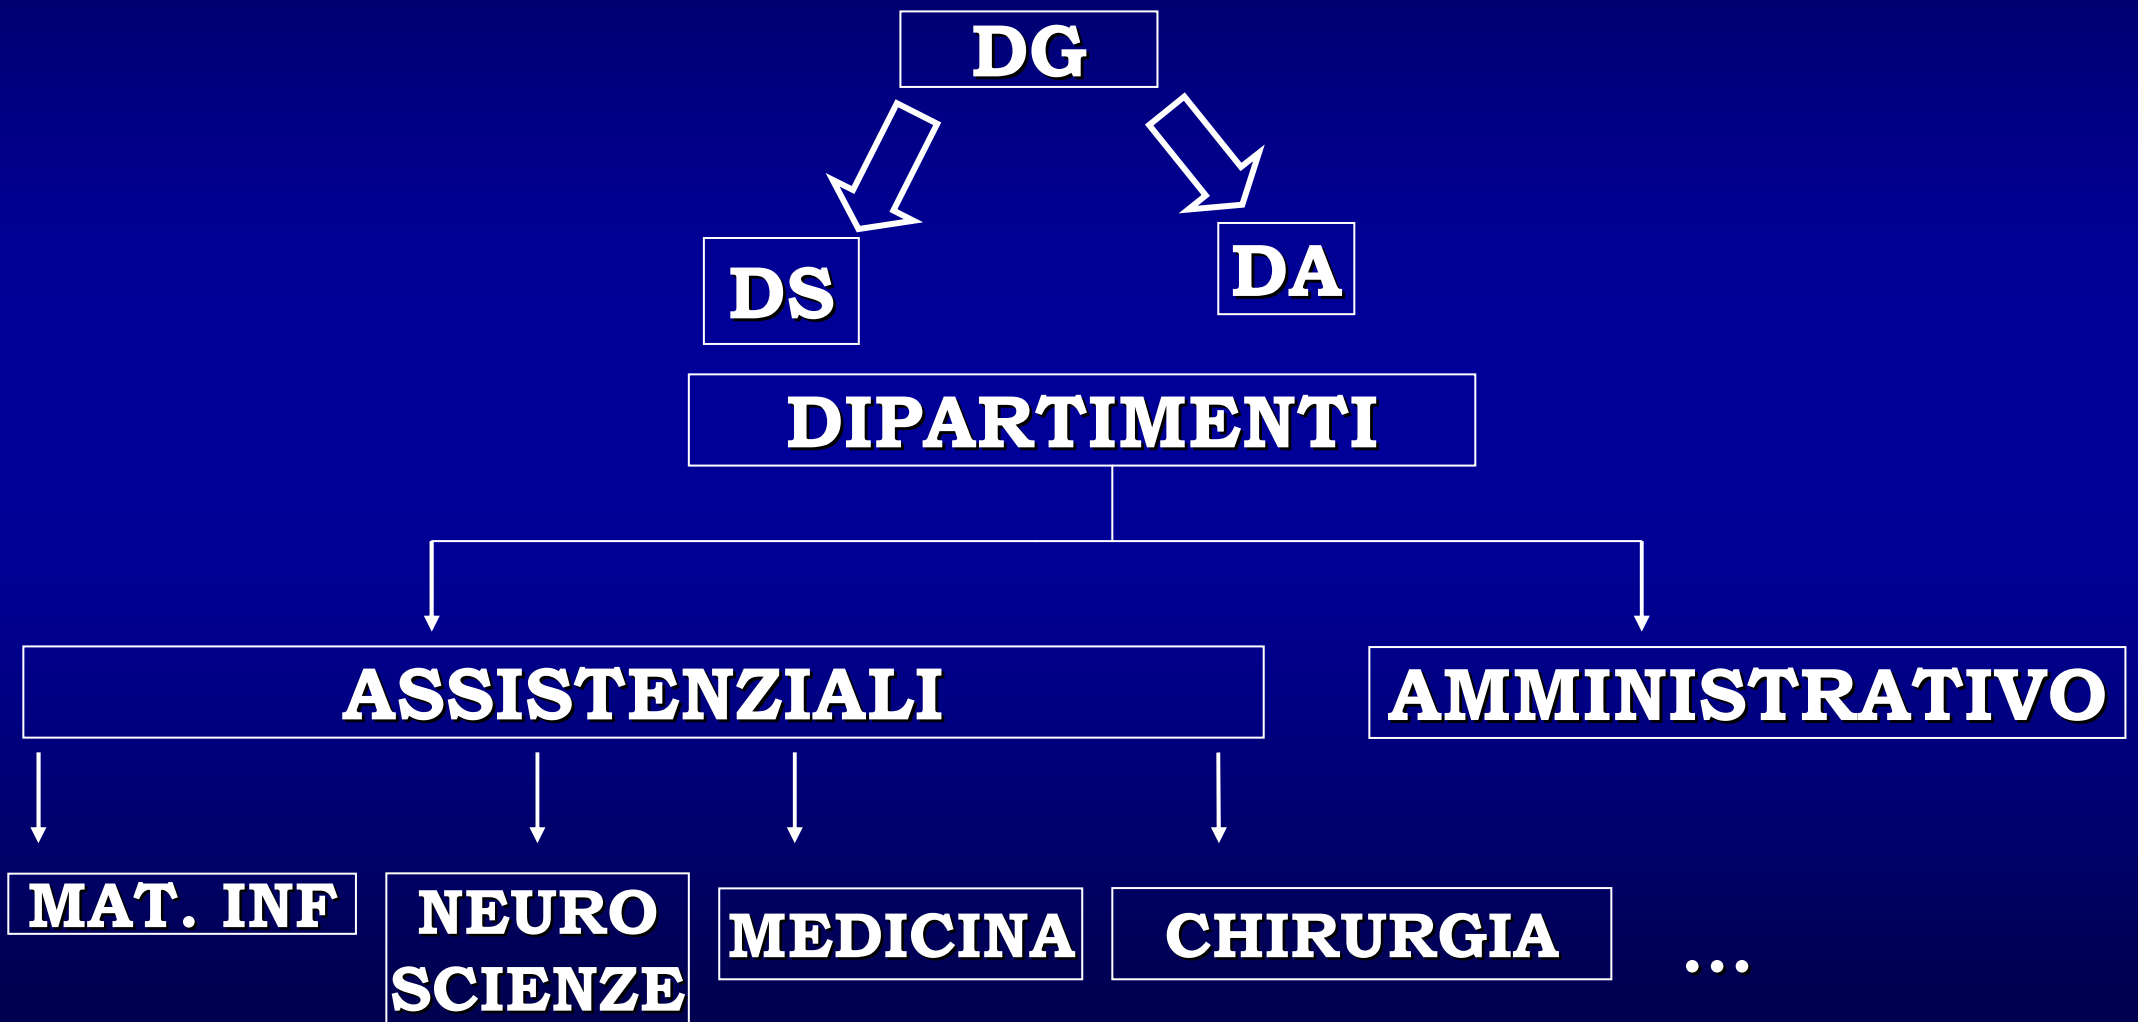 DG
DS
DA
DIPARTIMENTI
ASSISTENZIALI
AMMINISTRATIVO
MAT. INF
NEURO
SCIENZE
MEDICINA
CHIRURGIA
...